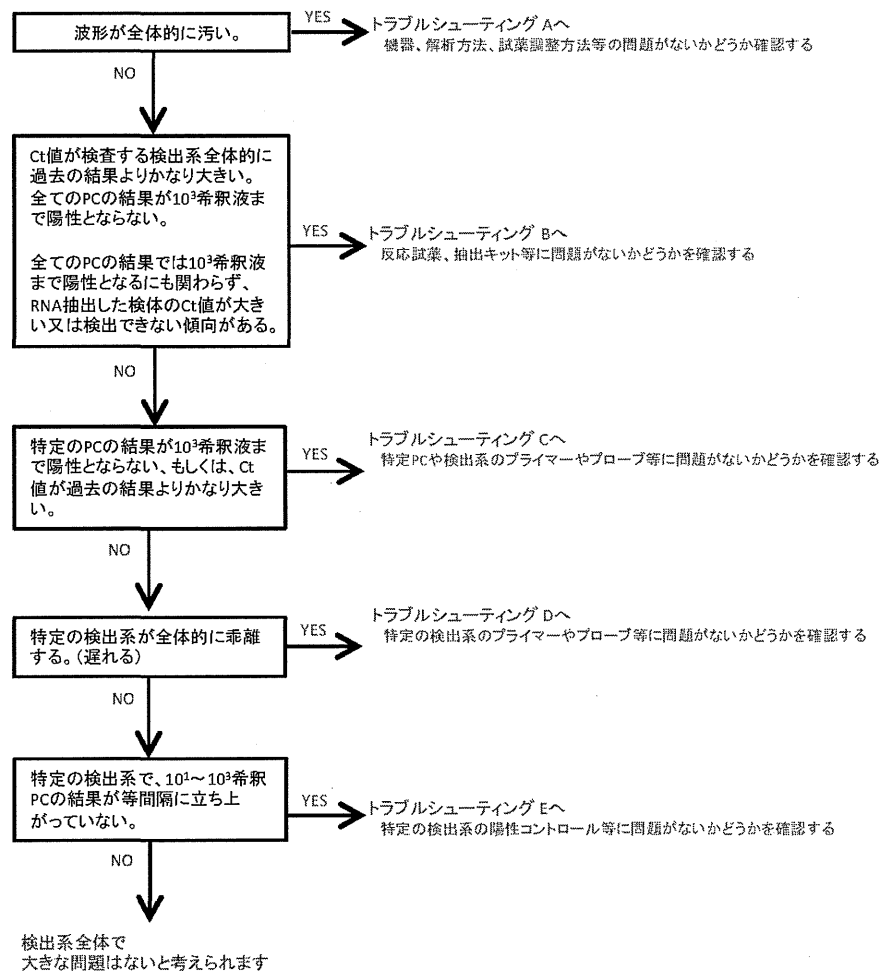 波形が全体的に汚い。
YES
トラブルシューティング Aへ
機器、解析方法、試薬調整方法等の問題がないかどうか確認する
NO
Ct値が検査する検出系全体的に
過去の結果よりかなり大きい。
全てのPCの結果が10³希釈液ま
で陽性とならない。
全てのPCの結果では10³希釈液
まで陽性となるにも関わらず、
RNA抽出した検体のCt値が大き
い又は検出できない傾向がある。
YES
トラブルシューティング Bへ
反応試薬、抽出キット等に問題がないかどうかを確認する
NO
特定のPCの結果が10³希釈液ま
で陽性とならない、もしくは、Ct
値が過去の結果よりかなり大き
い。
YES
トラブルシューティング Cへ
特定PCや検出系のプライマーやプローブ等に問題がないかどうかを確認する
NO
特定の検出系が全体的に乖離
する。(遅れる)
YES
トラブルシューティング Dへ
特定の検出系のプライマーやプローブ等に問題がないかどうかを確認する
NO
特定の検出系で、10¹～10³希釈
PCの結果が等間隔に立ち上
がっていない。
YES
トラブルシューティング Eへ
特定の検出系の陽性コントロール等に問題がないかどうかを確認する
NO
検出系全体で
大きな問題はないと考えられます